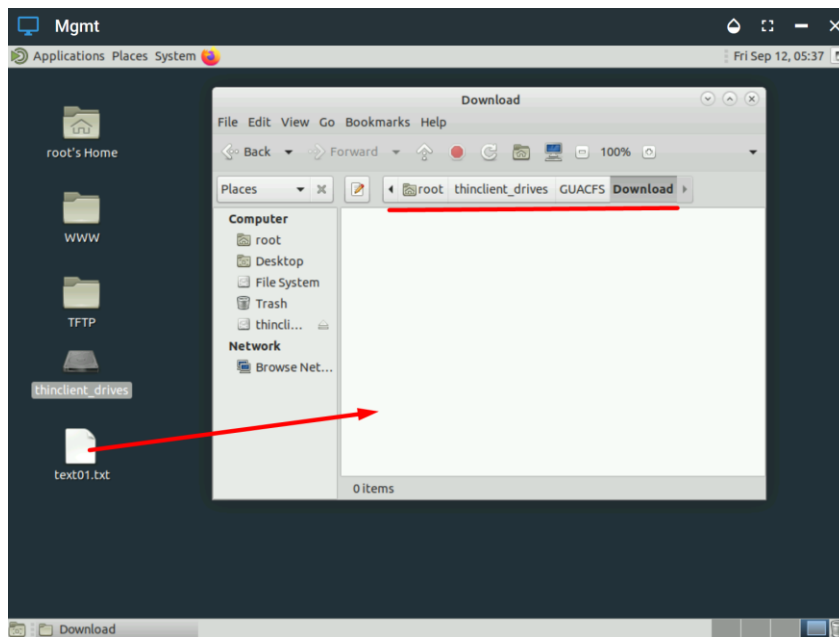 Mgmt
Applications Places System
Fri Sep 12, 05:37
root's Home
WWW
TFTP
thinclient_drives
text01.txt
Download
File Edit View Go Bookmarks Help
Back Forward 100%
Places
root thinclient_drives GUACFS Download
Computer
root
Desktop
File System
Trash
thincli...
Network
Browse Net...
0 items
Download